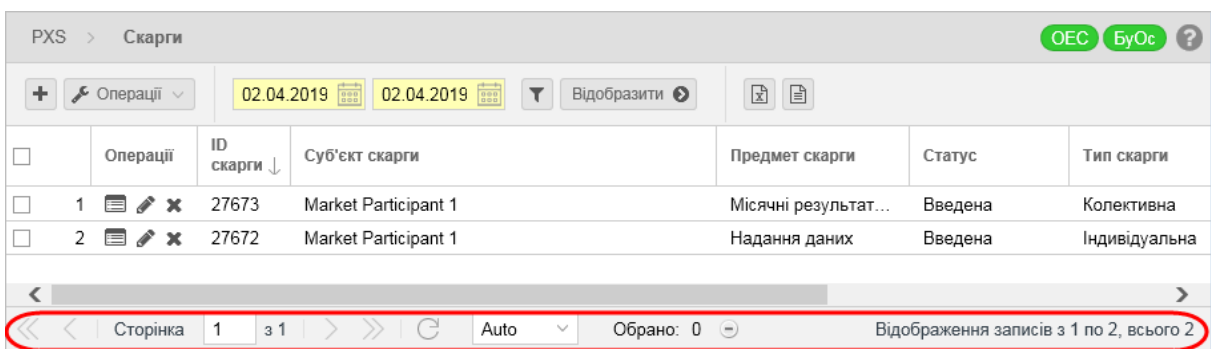 PXS > Скарги ОЕС БуОс ?
Операції 02.04.2019 02.04.2019 Відобразити
Операції ID скарги ↓ Суб'єкт скарги Предмет скарги Статус Тип скарги
1 27673 Market Participant 1 Місячні результат... Введена Колективна
2 27672 Market Participant 1 Надання даних Введена Індивідуальна
Сторінка 1 з 1 Auto Обрано: 0 Відображення записів з 1 по 2, всього 2